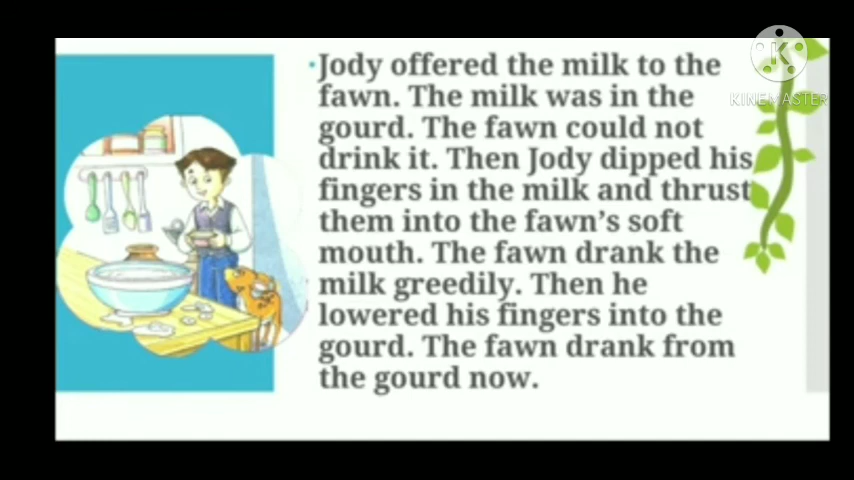 •Jody offered the milk to the
fawn. The milk was in the
gourd. The fawn could not
drink it. Then Jody dipped his
fingers in the milk and thrust
them into the fawn's soft
mouth. The fawn drank the
milk greedily. Then he
lowered his fingers into the
gourd. The fawn drank from
the gourd now.
K
KINEMASTER